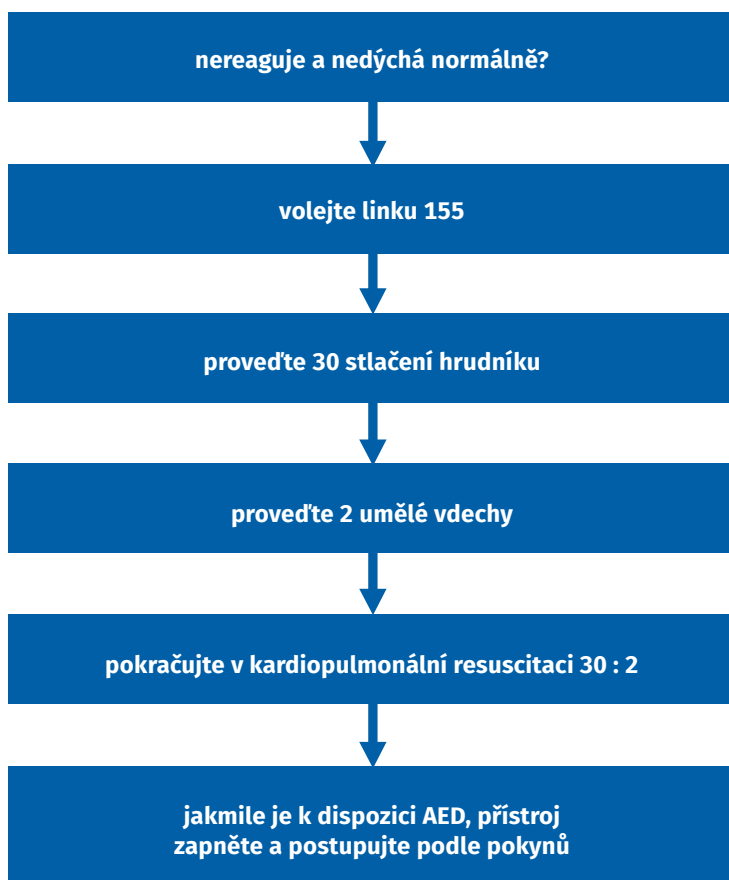 nereaguje a nedýchá normálně?
volejte linku 155
proveďte 30 stlačení hrudníku
proveďte 2 umělé vdechy
pokračujte v kardiopulmonální resuscitaci 30 : 2
jakmile je k dispozici AED, přístroj
zapněte a postupujte podle pokynů